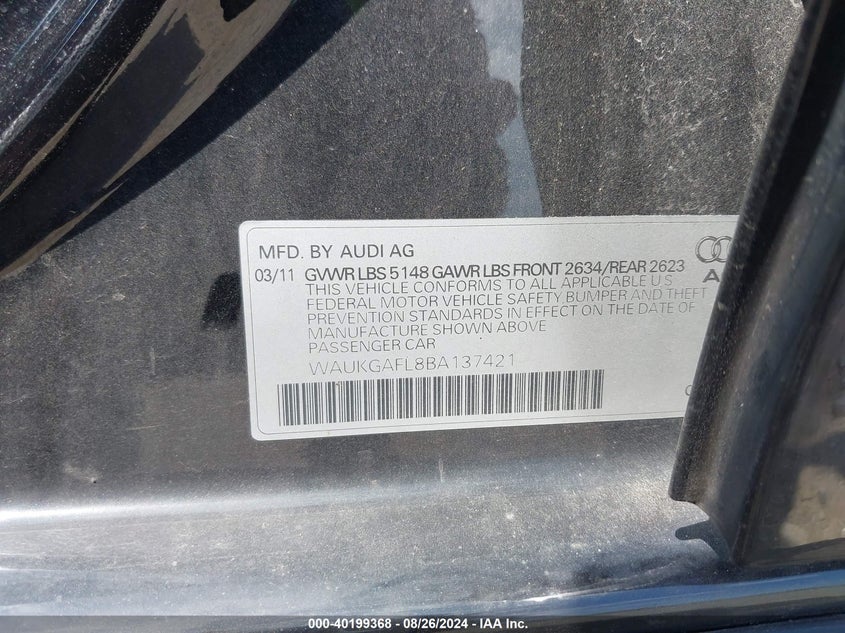 MFD. BY AUDI AG
03/11 GVWR LBS 5148 GAWR LBS FRONT 2634/REAR 2623
THIS VEHICLE CONFORMS TO ALL APPLICABLE U S
FEDERAL MOTOR VEHICLE SAFETY BUMPER AND THEFT
PREVENTION STANDARDS IN EFFECT ON THE DATE OF
MANUFACTURE SHOWN ABOVE
PASSENGER CAR
WAUKGAFL8BA137421
000-40199368 - 08/26/2024 - IAA, Inc.